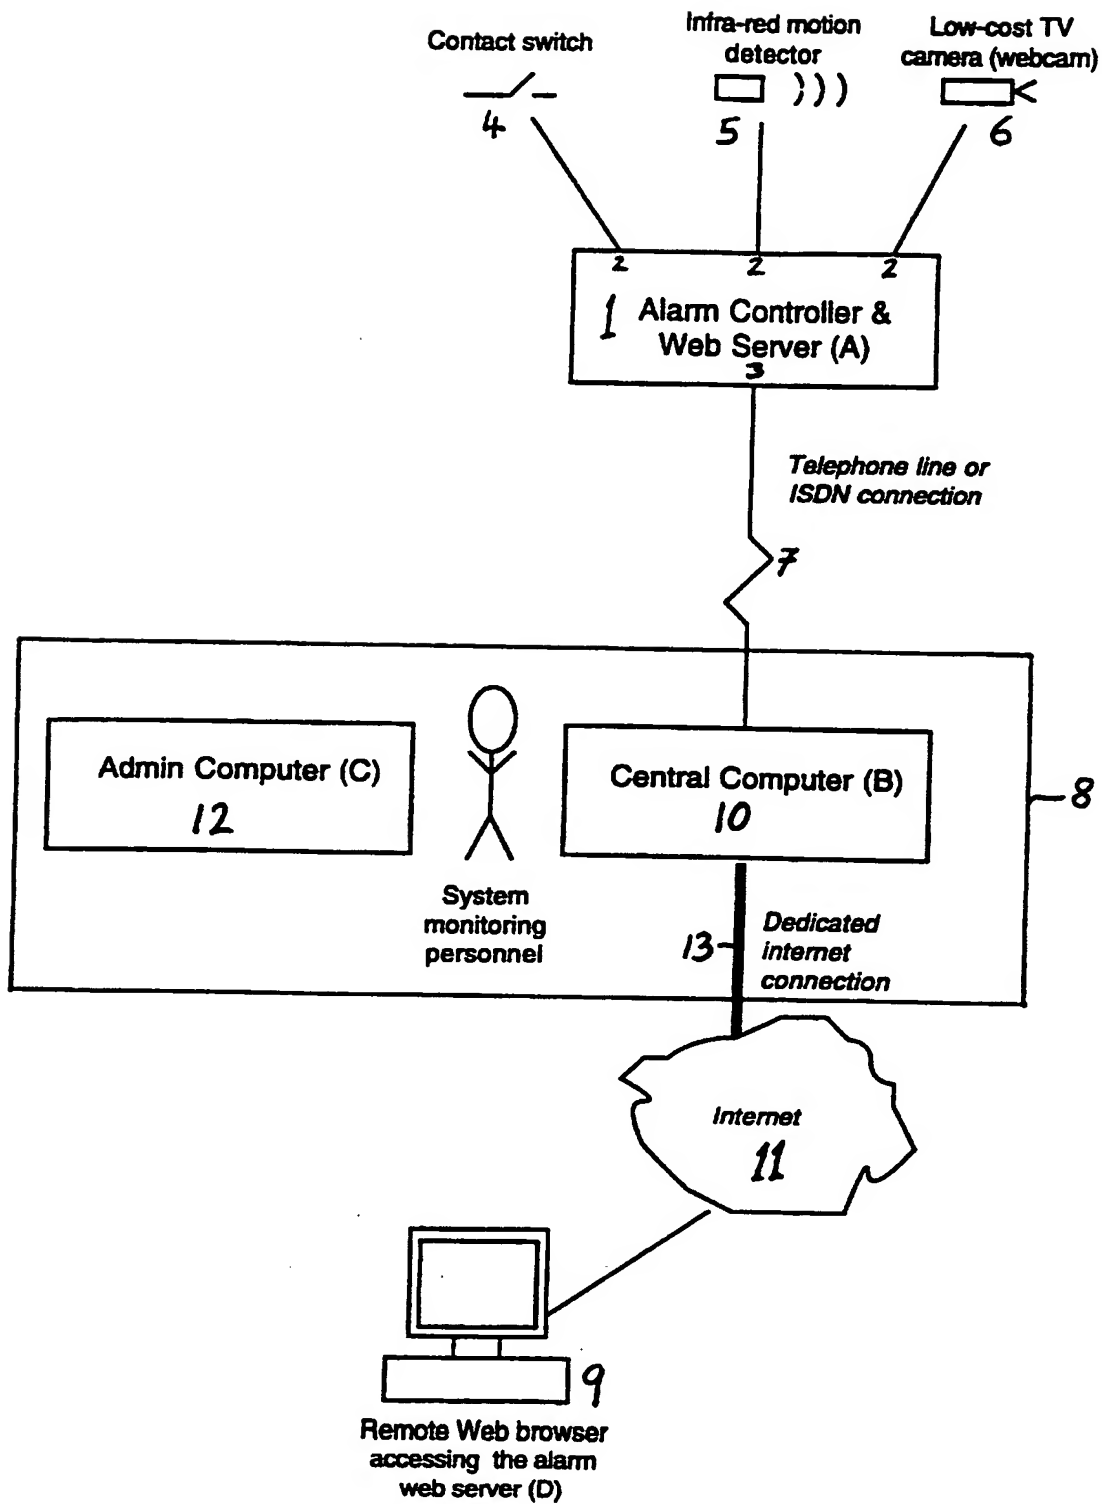 Contact switch
Infra-red motion
detector
Low-cost TV
camera (webcam)
4
5
6
2
2
2
1
Alarm Controller &
Web Server (A)
3
Telephone line or
ISDN connection
7
8
Admin Computer (C)
12
Central Computer (B)
10
System
monitoring
personnel
13
Dedicated
internet
connection
Internet
11
9
Remote Web browser
accessing the alarm
web server (D)